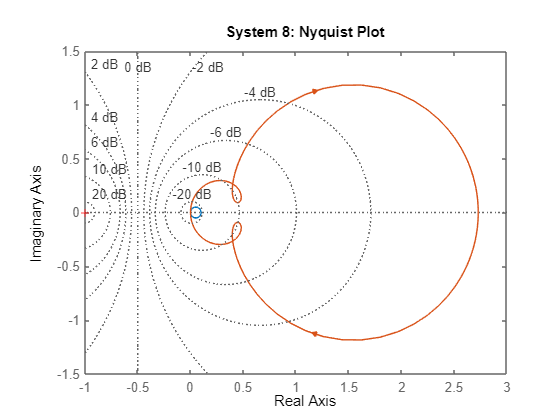 System 8: Nyquist Plot
1.5
1
0.5
0
-0.5
-1
-1.5
Imaginary Axis
2 dB
0 dB
-2 dB
4 dB
-4 dB
6 dB
-6 dB
10 dB
-10 dB
20 dB
-20 dB
-1
-0.5
0
0.5
1
1.5
2
2.5
3
Real Axis